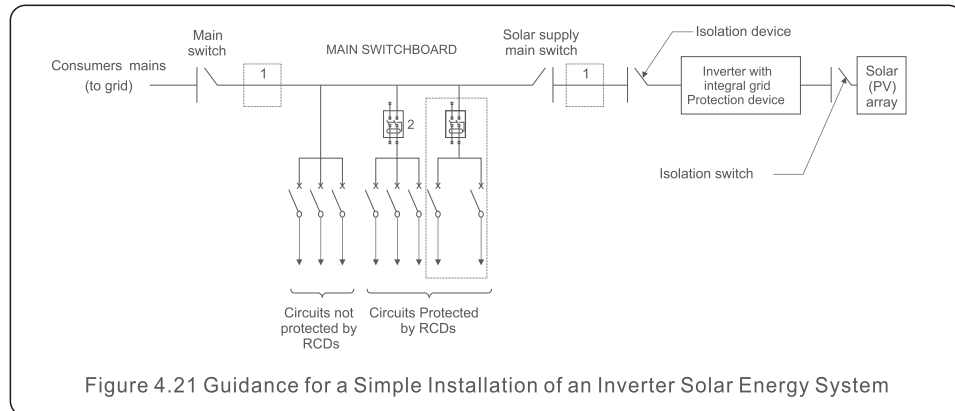 Main
switch
MAIN SWITCHBOARD
Solar supply
main switch
Isolation device
Consumers mains
(to grid)
1
1
Inverter with
integral grid
Protection device
Solar
(PV)
array
2
Isolation switch
Circuits not
protected by
RCDs
Circuits Protected
by RCDs
Figure 4.21 Guidance for a Simple Installation of an Inverter Solar Energy System